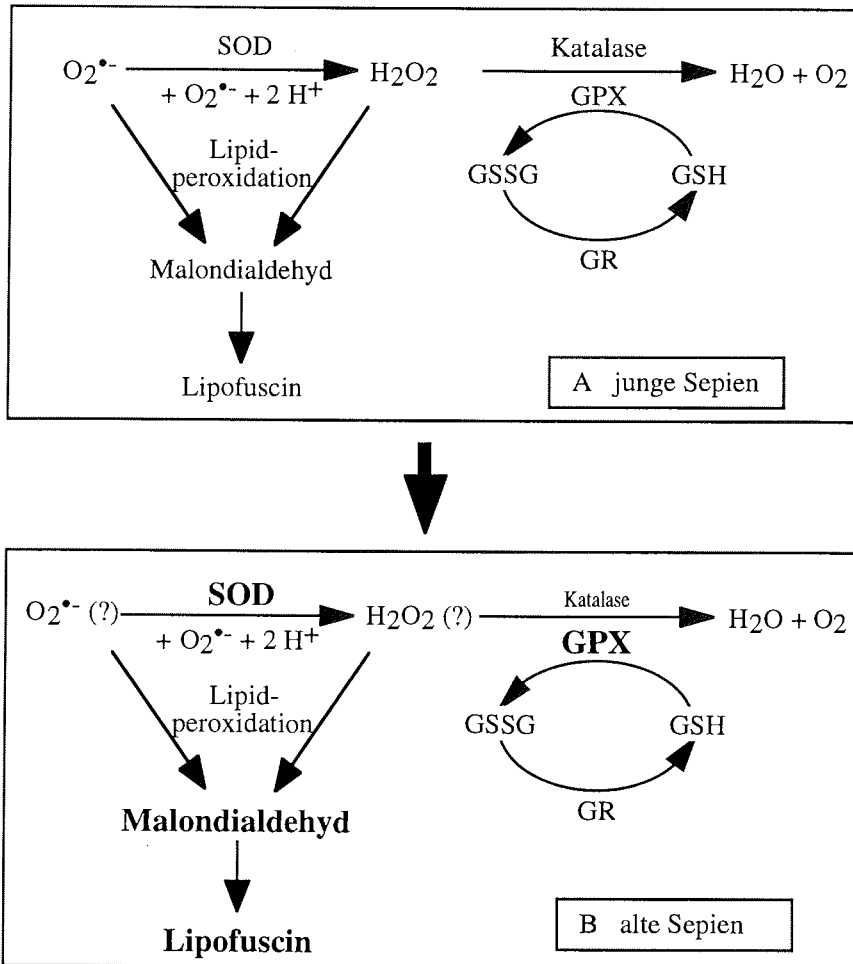 SOD
O2•- H2O2
+ O2•- + 2 H+
Katalase
H2O + O2
GPX
GSSG GSH
GR
Lipid-
peroxidation
Malondialdehyd
Lipofuscin
A junge Sepien
SOD
O2•- (?) H2O2 (?)
+ O2•- + 2 H+
Katalase
H2O + O2
GPX
GSSG GSH
GR
Lipid-
peroxidation
Malondialdehyd
Lipofuscin
B alte Sepien